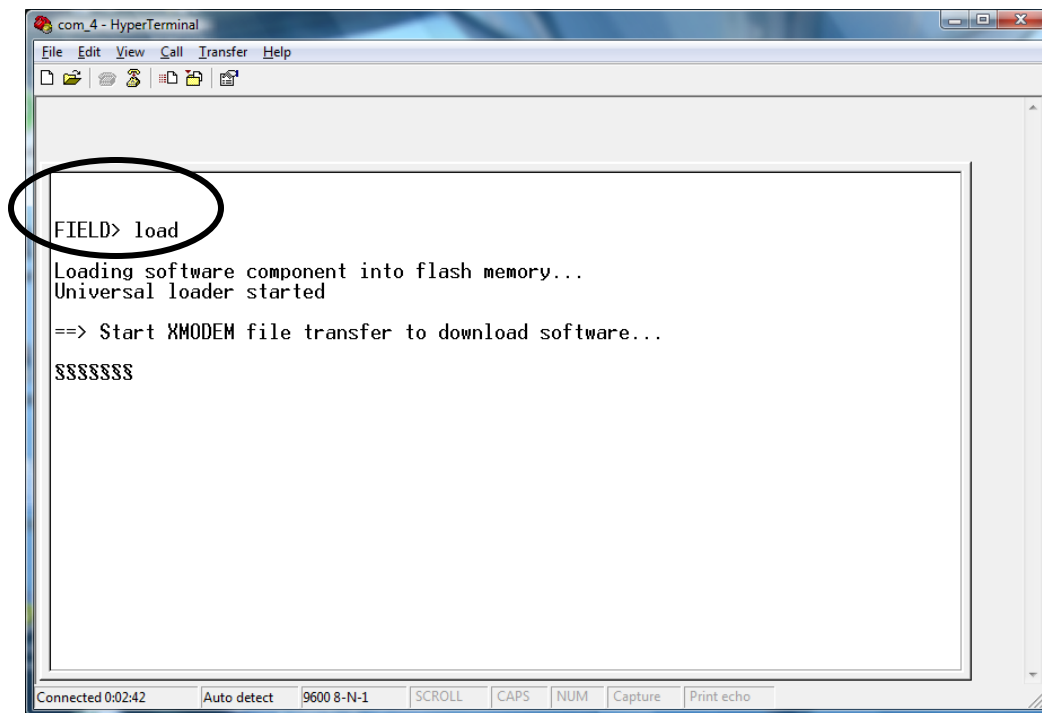 com_4 - HyperTerminal
File Edit View Call Transfer Help
FIELD> load
Loading software component into flash memory...
Universal loader started
==> Start XMODEM file transfer to download software...
§§§§§§§
Connected 0:02:42 Auto detect 9600 8-N-1 SCROLL CAPS NUM Capture Print echo